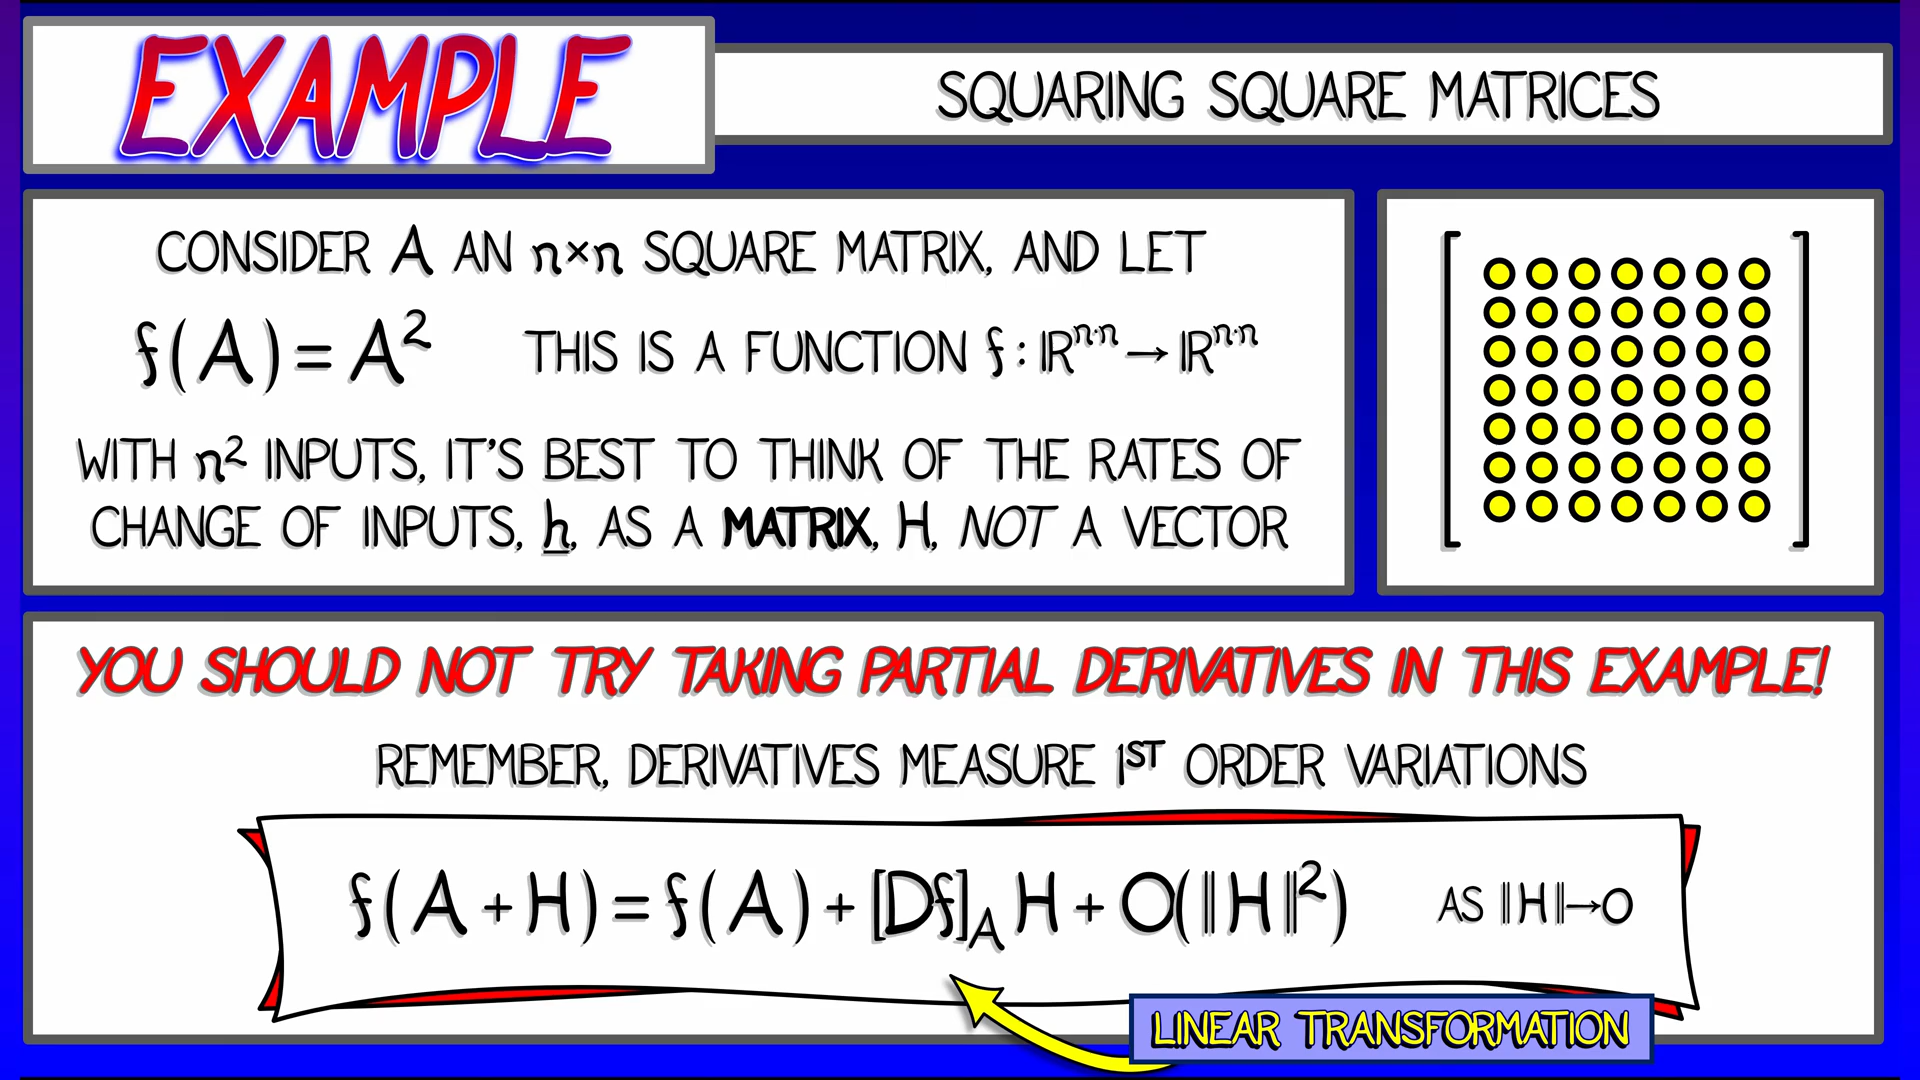 EXAMPLE
SQUARING SQUARE MATRICES
CONSIDER A AN n×n SQUARE MATRIX, AND LET
f(A) = A² THIS IS A FUNCTION f : ℝⁿ·ⁿ → ℝⁿ·ⁿ
WITH n² INPUTS, IT'S BEST TO THINK OF THE RATES OF
CHANGE OF INPUTS, h, AS A MATRIX, H, NOT A VECTOR
YOU SHOULD NOT TRY TAKING PARTIAL DERIVATIVES IN THIS EXAMPLE!
REMEMBER, DERIVATIVES MEASURE 1ST ORDER VARIATIONS
f(A + H) = f(A) + [Df]_A H + O(‖H‖²) AS ‖H‖→0
LINEAR TRANSFORMATION